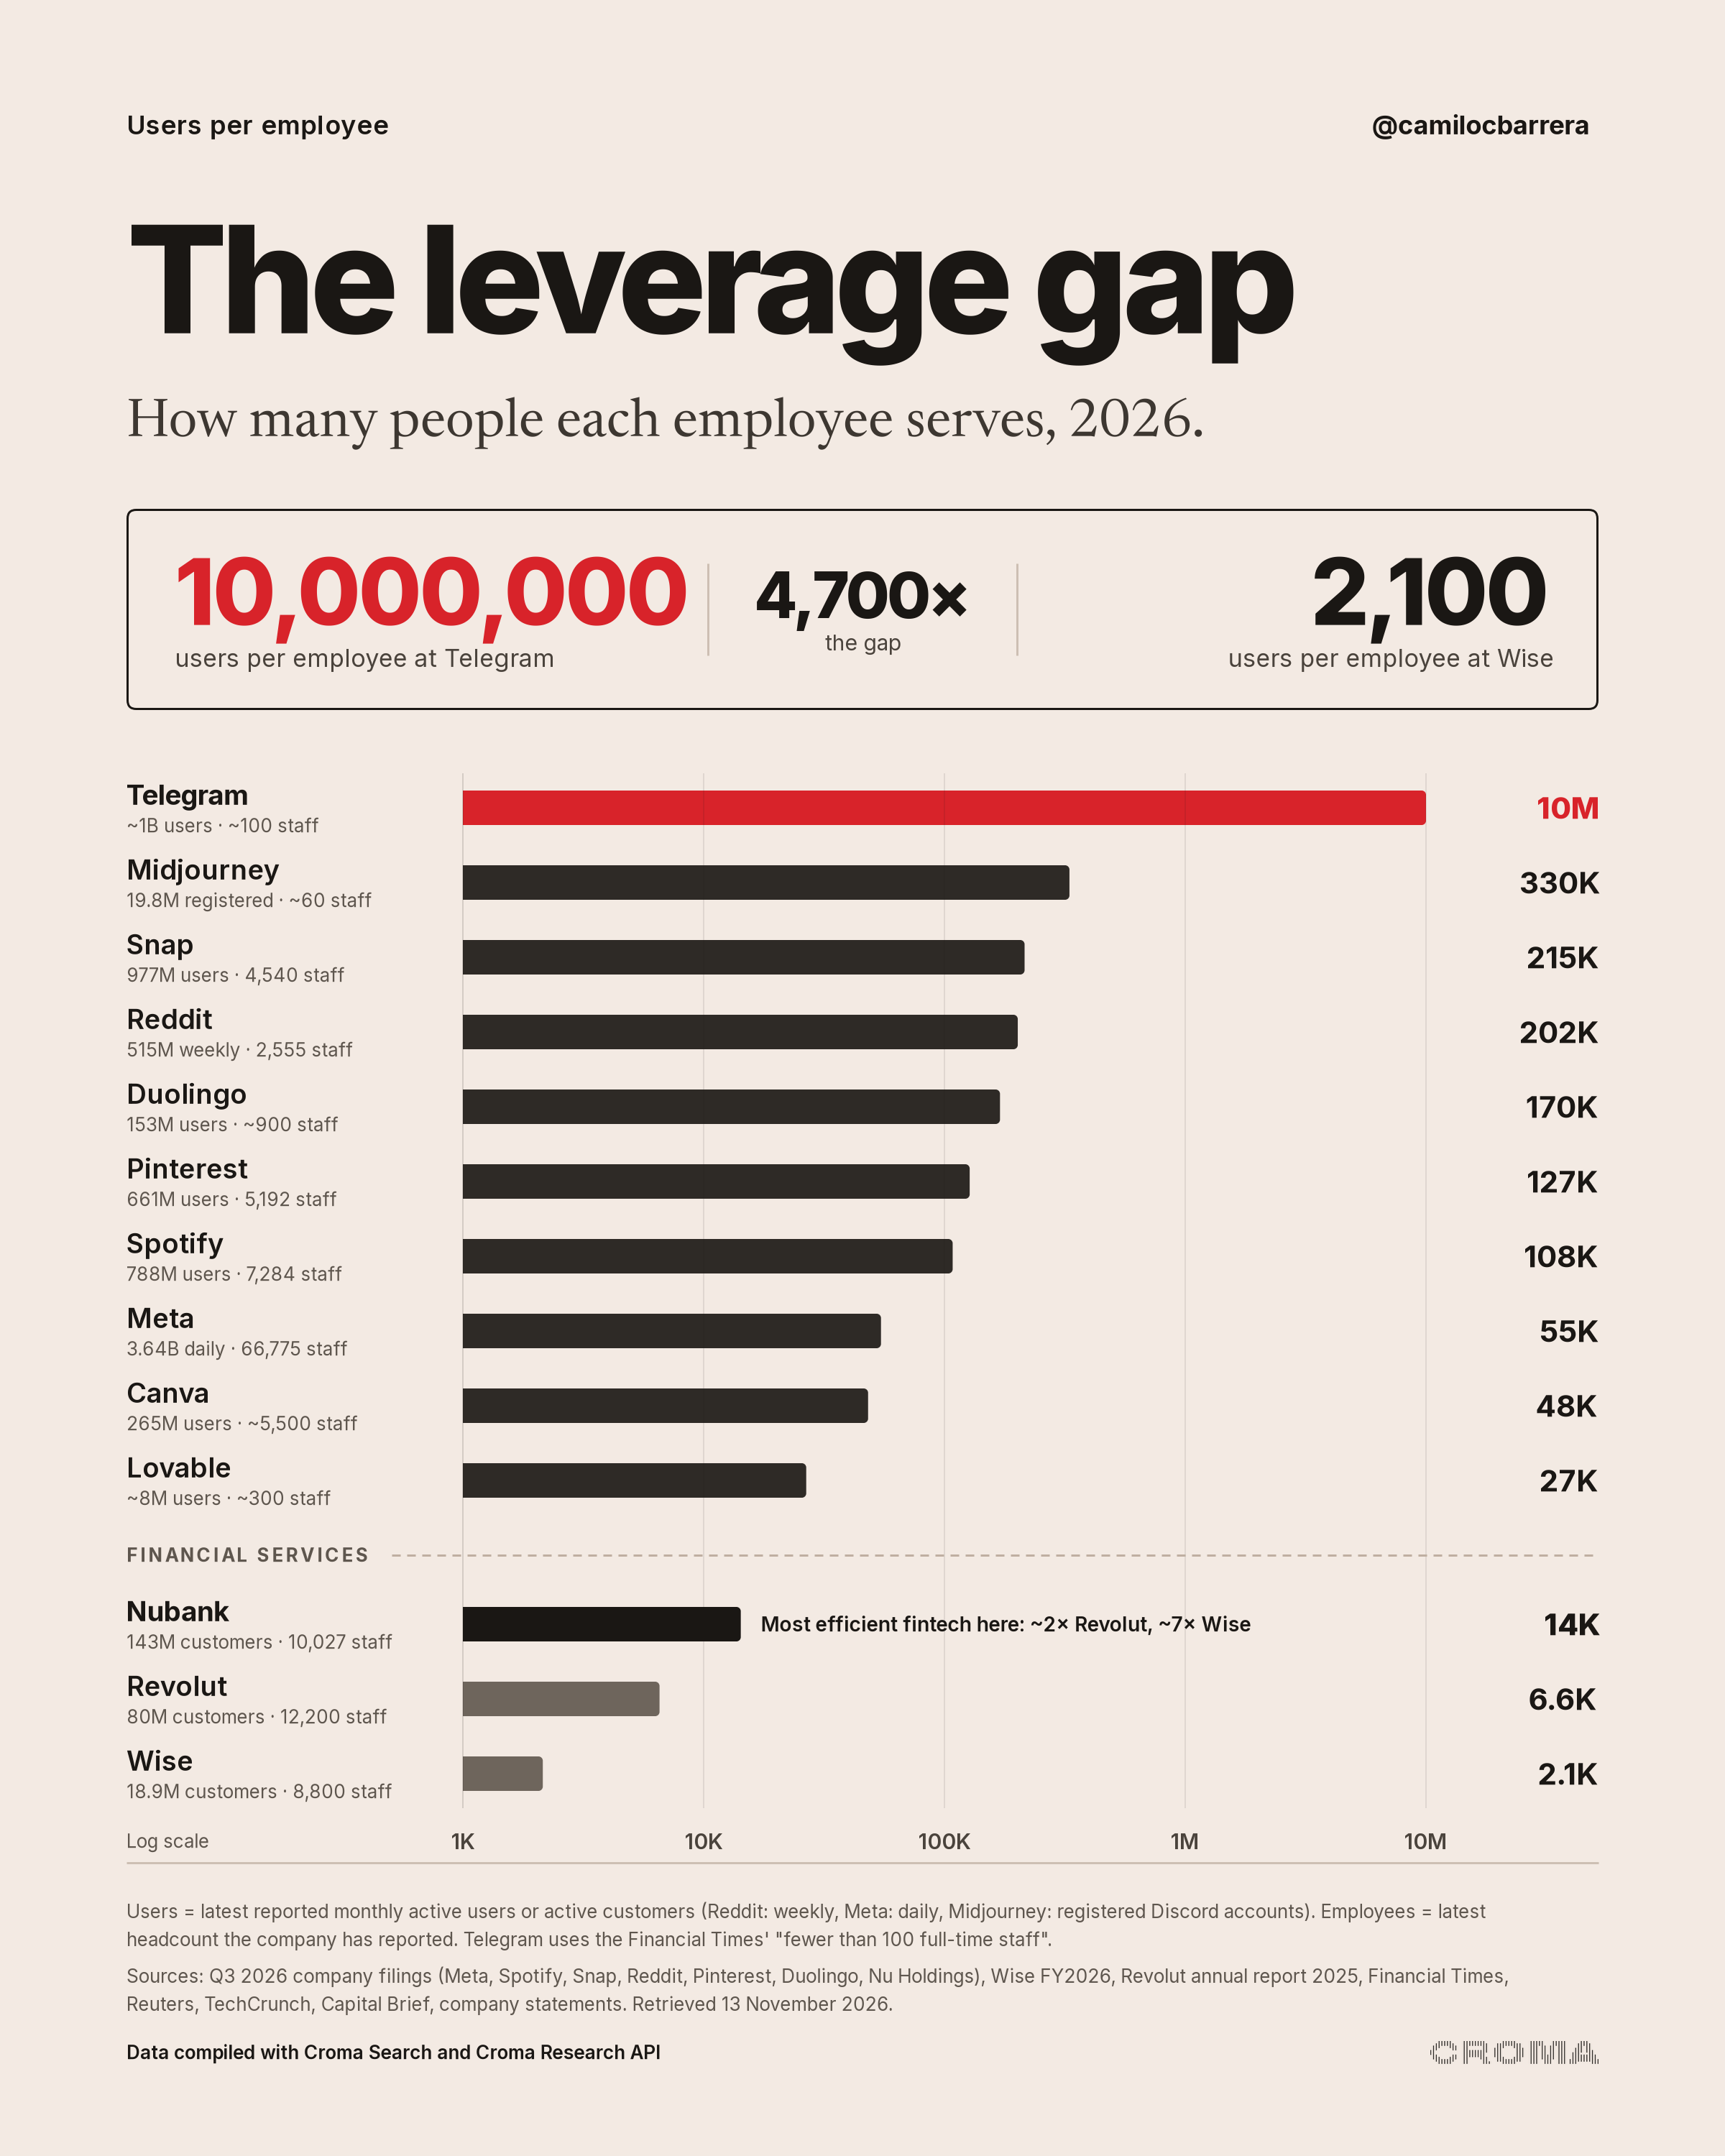 Users per employee
@camilocbarrera
The leverage gap
How many people each employee serves, 2026.
10,000,000
users per employee at Telegram
4,700×
the gap
2,100
users per employee at Wise
Telegram
~1B users · ~100 staff
10M
Midjourney
19.8M registered · ~60 staff
330K
Snap
977M users · 4,540 staff
215K
Reddit
515M weekly · 2,555 staff
202K
Duolingo
153M users · ~900 staff
170K
Pinterest
661M users · 5,192 staff
127K
Spotify
788M users · 7,284 staff
108K
Meta
3.64B daily · 66,775 staff
55K
Canva
265M users · ~5,500 staff
48K
Lovable
~8M users · ~300 staff
27K
FINANCIAL SERVICES
Nubank
143M customers · 10,027 staff
Most efficient fintech here: ~2× Revolut, ~7× Wise
14K
Revolut
80M customers · 12,200 staff
6.6K
Wise
18.9M customers · 8,800 staff
2.1K
Log scale
1K 10K 100K 1M 10M
Users = latest reported monthly active users or active customers (Reddit: weekly, Meta: daily, Midjourney: registered Discord accounts). Employees = latest
headcount the company has reported. Telegram uses the Financial Times' "fewer than 100 full-time staff".
Sources: Q3 2026 company filings (Meta, Spotify, Snap, Reddit, Pinterest, Duolingo, Nu Holdings), Wise FY2026, Revolut annual report 2025, Financial Times,
Reuters, TechCrunch, Capital Brief, company statements. Retrieved 13 November 2026.
Data compiled with Croma Search and Croma Research API
CROMA